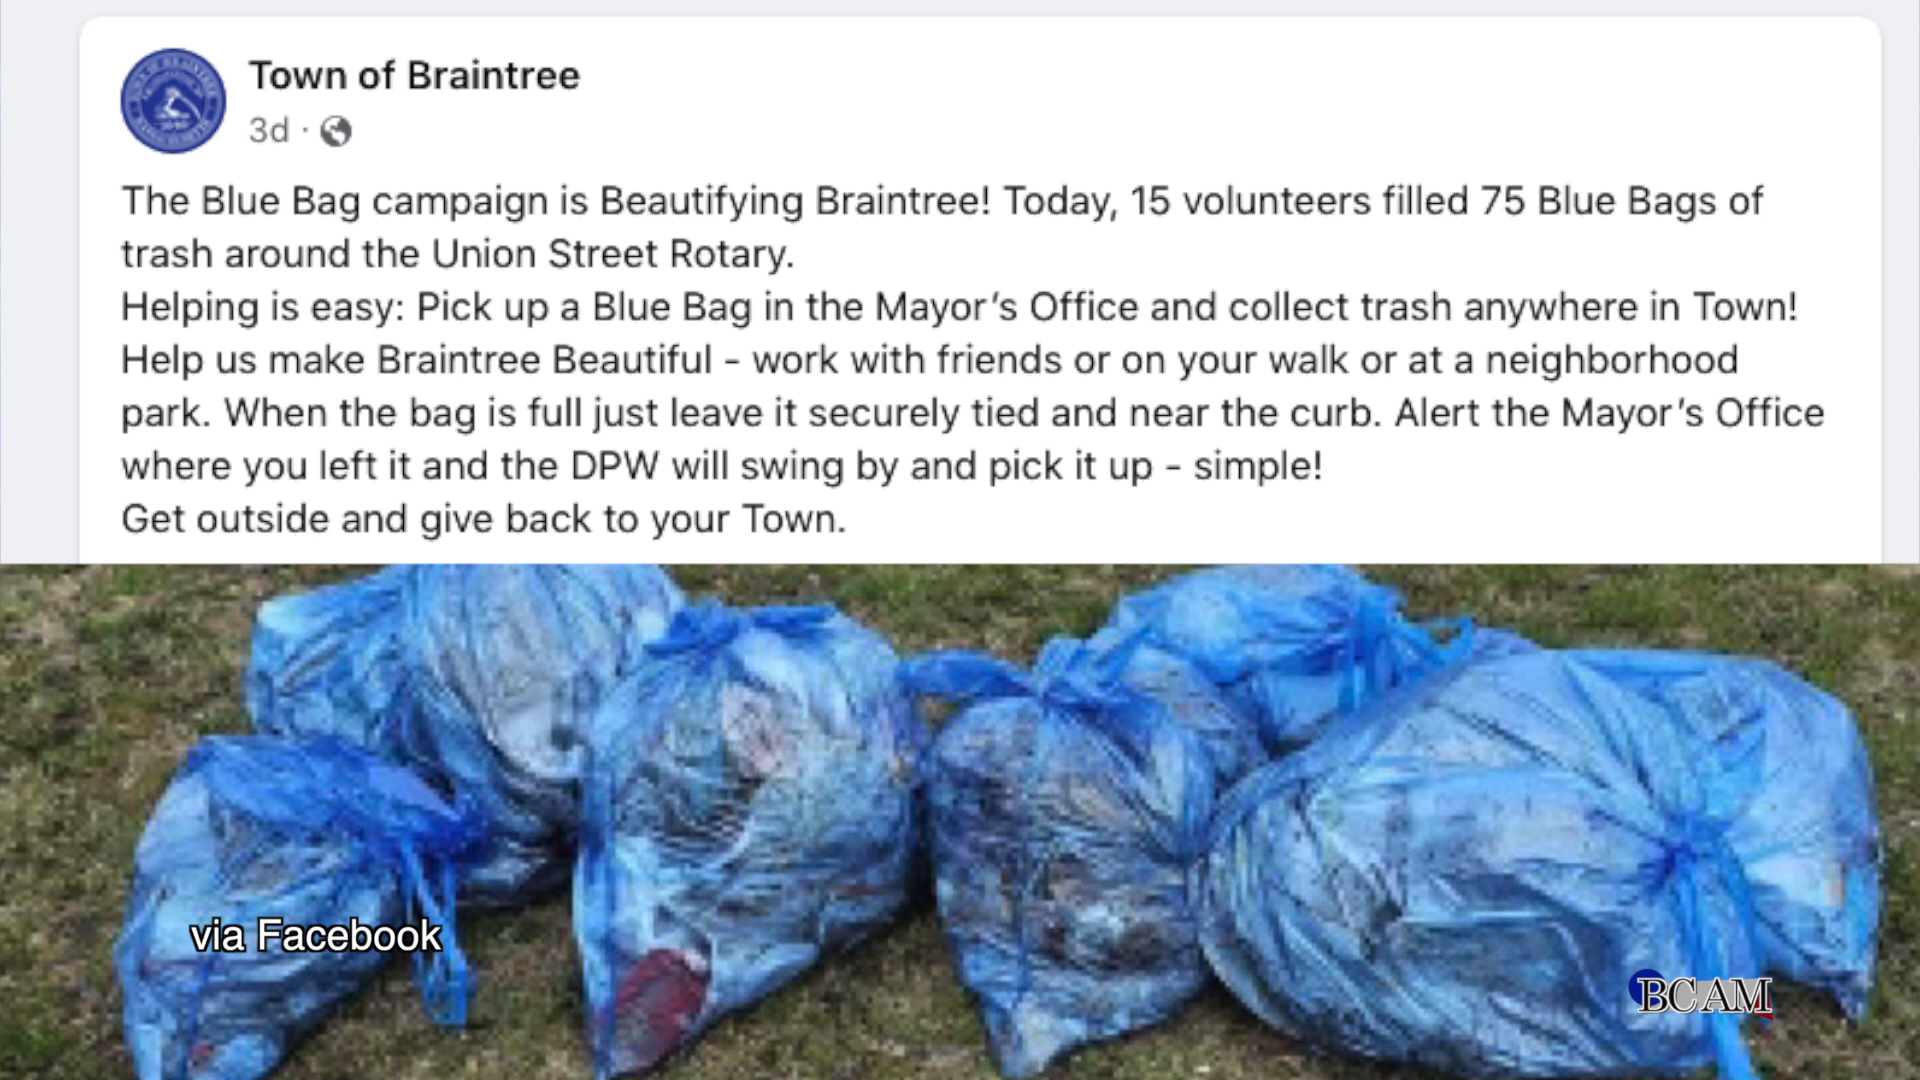 Town of Braintree
3d ·
The Blue Bag campaign is Beautifying Braintree! Today, 15 volunteers filled 75 Blue Bags of
trash around the Union Street Rotary.
Helping is easy: Pick up a Blue Bag in the Mayor's Office and collect trash anywhere in Town!
Help us make Braintree Beautiful - work with friends or on your walk or at a neighborhood
park. When the bag is full just leave it securely tied and near the curb. Alert the Mayor's Office
where you left it and the DPW will swing by and pick it up - simple!
Get outside and give back to your Town.
via Facebook
BCAM